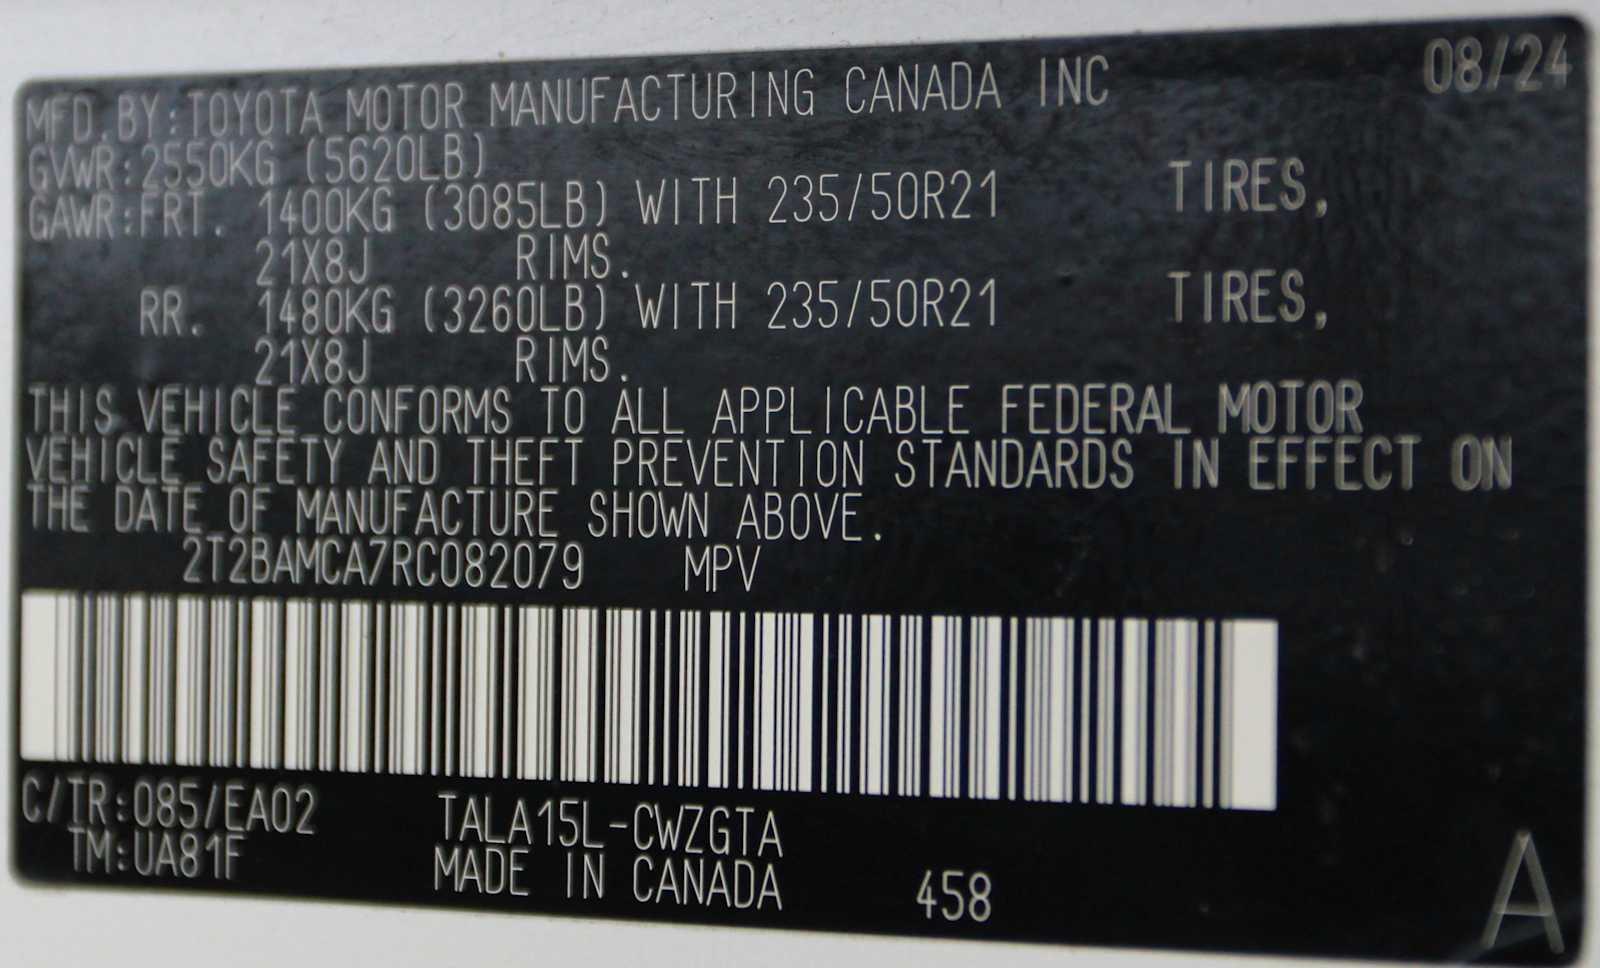 08/24
MFD.BY:TOYOTA MOTOR MANUFACTURING CANADA INC
GVWR:2550KG (5620LB)
GAWR:FRT. 1400KG (3085LB) WITH 235/50R21 TIRES,
21X8J RIMS.
RR. 1480KG (3260LB) WITH 235/50R21 TIRES,
21X8J RIMS.
THIS VEHICLE CONFORMS TO ALL APPLICABLE FEDERAL MOTOR
VEHICLE SAFETY AND THEFT PREVENTION STANDARDS IN EFFECT ON
THE DATE OF MANUFACTURE SHOWN ABOVE.
2T2BAMCA7RC082079 MPV
C/TR:085/EA02 TALA15L-CWZGTA
TM:UA81F MADE IN CANADA 458
A